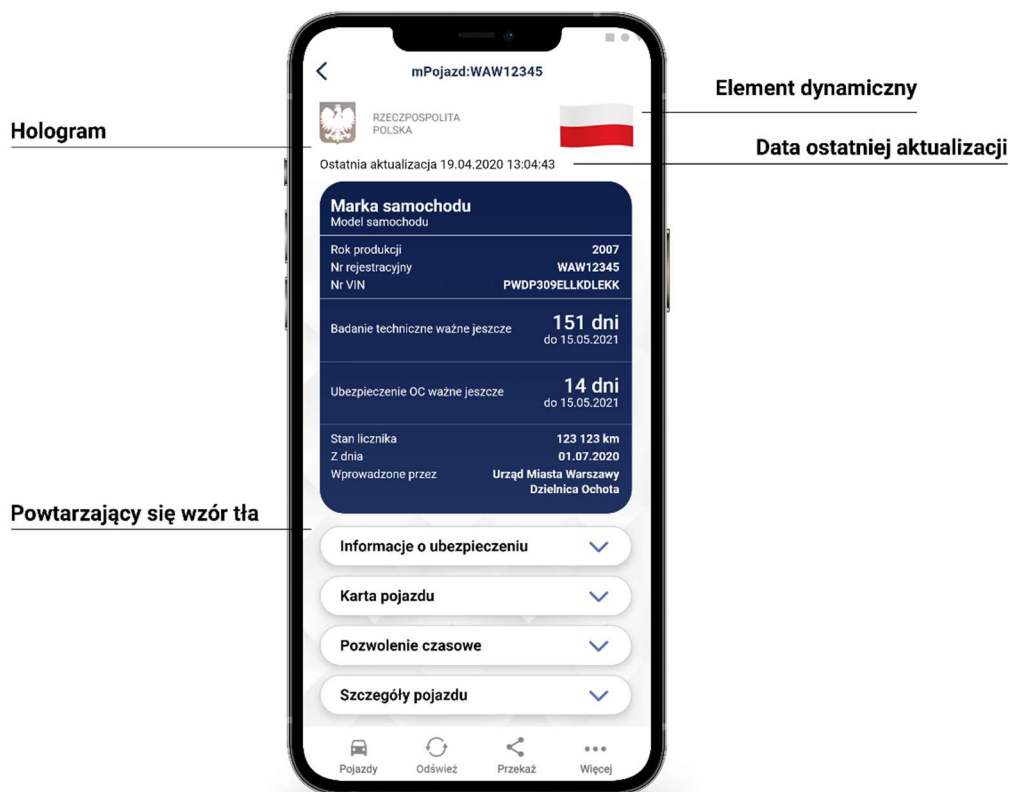 mPojazd:WAW12345
Element dynamiczny
Hologram
RZECZPOSPOLITA
POLSKA
Data ostatniej aktualizacji
Ostatnia aktualizacja 19.04.2020 13:04:43
Marka samochodu
Model samochodu
Rok produkcji 2007
Nr rejestracyjny WAW12345
Nr VIN PWDP309ELLKDLEKK
Badanie techniczne ważne jeszcze 151 dni
do 15.05.2021
Ubezpieczenie OC ważne jeszcze 14 dni
do 15.05.2021
Stan licznika 123 123 km
Z dnia 01.07.2020
Wprowadzone przez Urząd Miasta Warszawy
Dzielnica Ochota
Powtarzający się wzór tła
Informacje o ubezpieczeniu
Karta pojazdu
Pozwolenie czasowe
Szczegóły pojazdu
Pojazdy Odśwież Przekaż Więcej